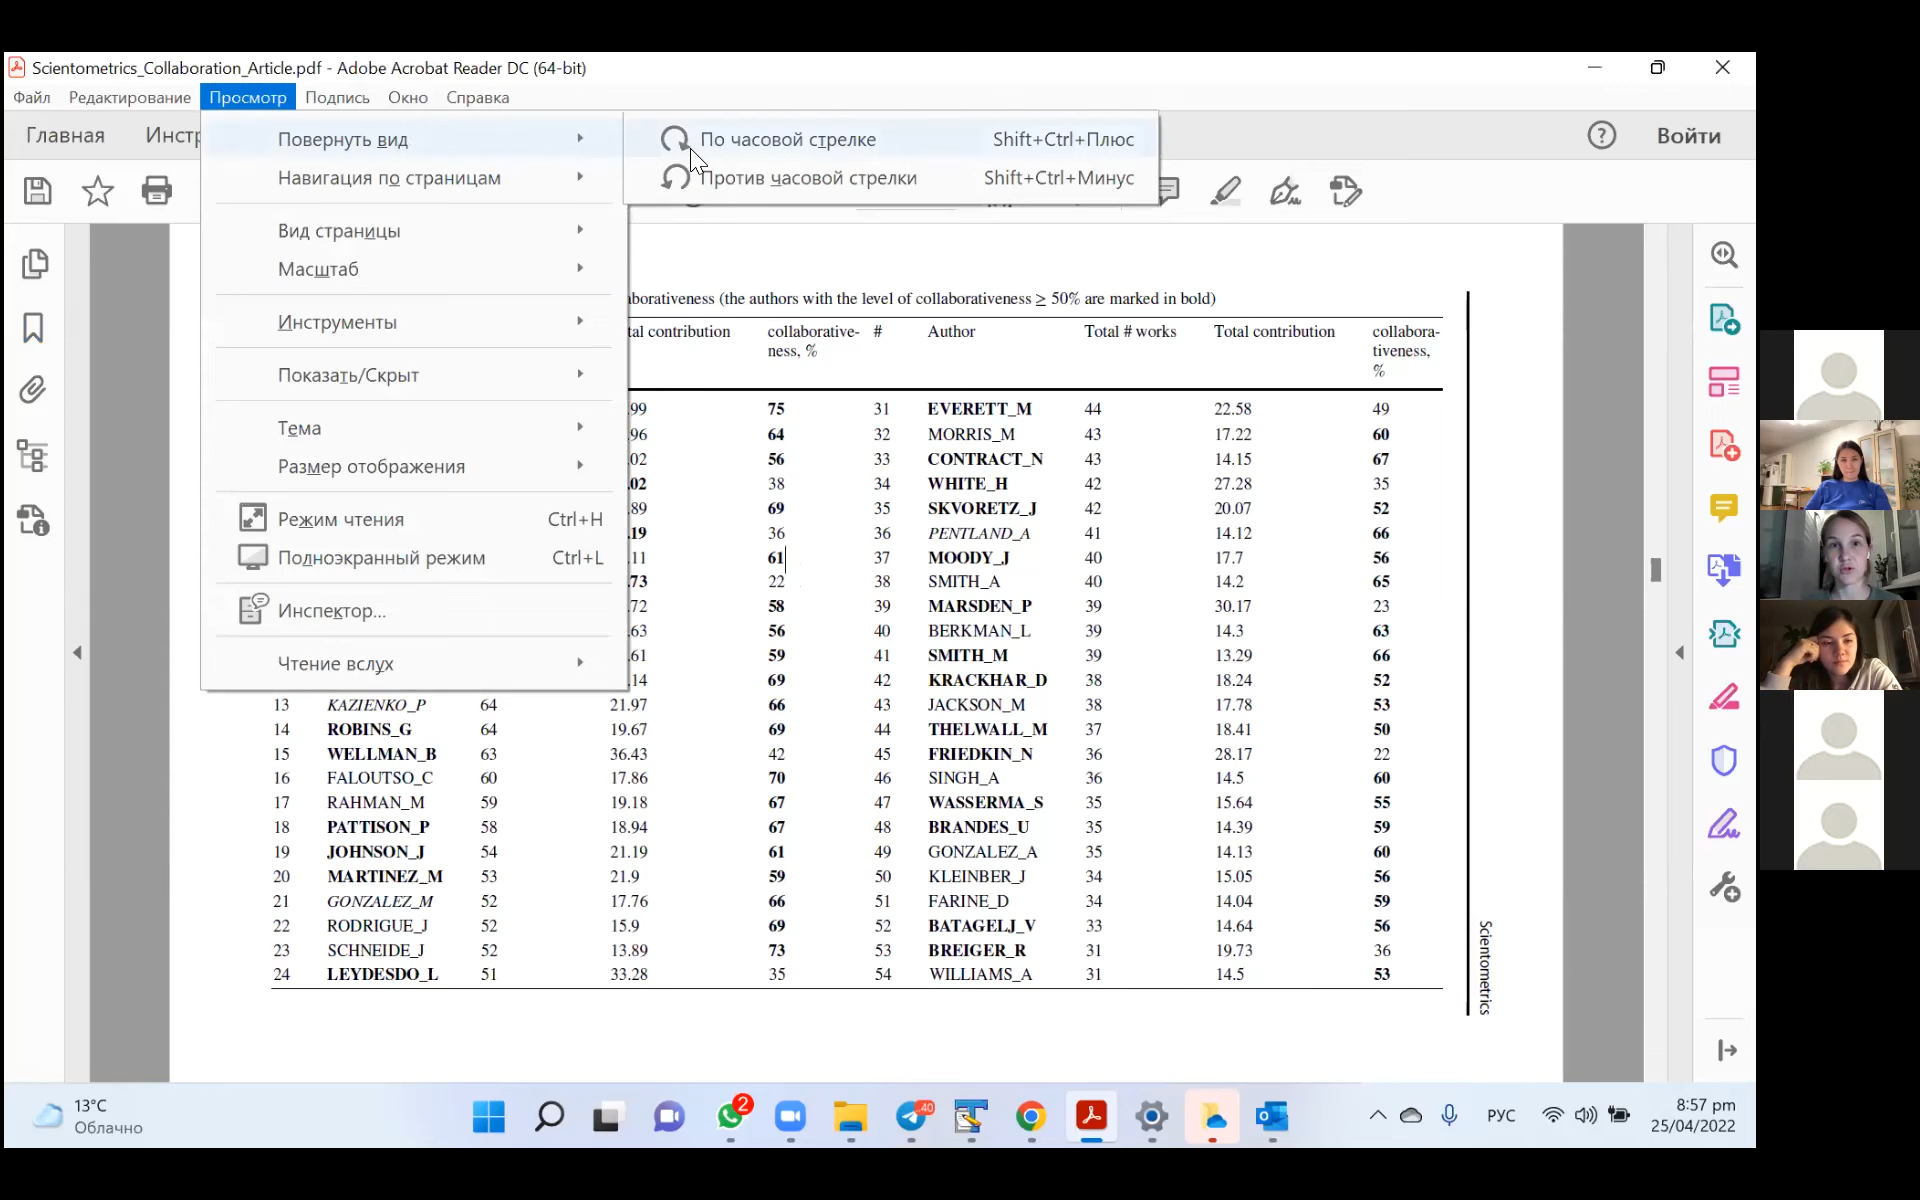 Scientometrics_Collaboration_Article.pdf - Adobe Acrobat Reader DC (64-bit)
Файл Редактирование Просмотр Подпись Окно Справка
Главная Инстр Войти
Повернуть вид
Навигация по страницам
Вид страницы
Масштаб
Инструменты
Показать/Скрыт
Тема
Размер отображения
Режим чтения Ctrl+H
Полноэкранный режим Ctrl+L
Инспектор...
Чтение вслух
По часовой стрелке Shift+Ctrl+Плюс
Против часовой стрелки Shift+Ctrl+Минус
borativeness (the authors with the level of collaborativeness ≥ 50% are marked in bold)
tal contribution collaborative- # Author Total # works Total contribution collabora-
ness, % tiveness,
%
.99 75 31 EVERETT_M 44 22.58 49
.96 64 32 MORRIS_M 43 17.22 60
.02 56 33 CONTRACT_N 43 14.15 67
.02 38 34 WHITE_H 42 27.28 35
.89 69 35 SKVORETZ_J 42 20.07 52
.19 36 36 PENTLAND_A 41 14.12 66
.11 61 37 MOODY_J 40 17.7 56
.73 22 38 SMITH_A 40 14.2 65
.72 58 39 MARSDEN_P 39 30.17 23
.63 56 40 BERKMAN_L 39 14.3 63
.61 59 41 SMITH_M 39 13.29 66
.14 69 42 KRACKHAR_D 38 18.24 52
13 KAZIENKO_P 64 21.97 66 43 JACKSON_M 38 17.78 53
14 ROBINS_G 64 19.67 69 44 THELWALL_M 37 18.41 50
15 WELLMAN_B 63 36.43 42 45 FRIEDKIN_N 36 28.17 22
16 FALOUTSO_C 60 17.86 70 46 SINGH_A 36 14.5 60
17 RAHMAN_M 59 19.18 67 47 WASSERMA_S 35 15.64 55
18 PATTISON_P 58 18.94 67 48 BRANDES_U 35 14.39 59
19 JOHNSON_J 54 21.19 61 49 GONZALEZ_A 35 14.13 60
20 MARTINEZ_M 53 21.9 59 50 KLEINBER_J 34 15.05 56
21 GONZALEZ_M 52 17.76 66 51 FARINE_D 34 14.04 59
22 RODRIGUE_J 52 15.9 69 52 BATAGELJ_V 33 14.64 56
23 SCHNEIDE_J 52 13.89 73 53 BREIGER_R 31 19.73 36
24 LEYDESDO_L 51 33.28 35 54 WILLIAMS_A 31 14.5 53
Scientometrics
13°C
Облачно
2
40
РУС
8:57 pm
25/04/2022